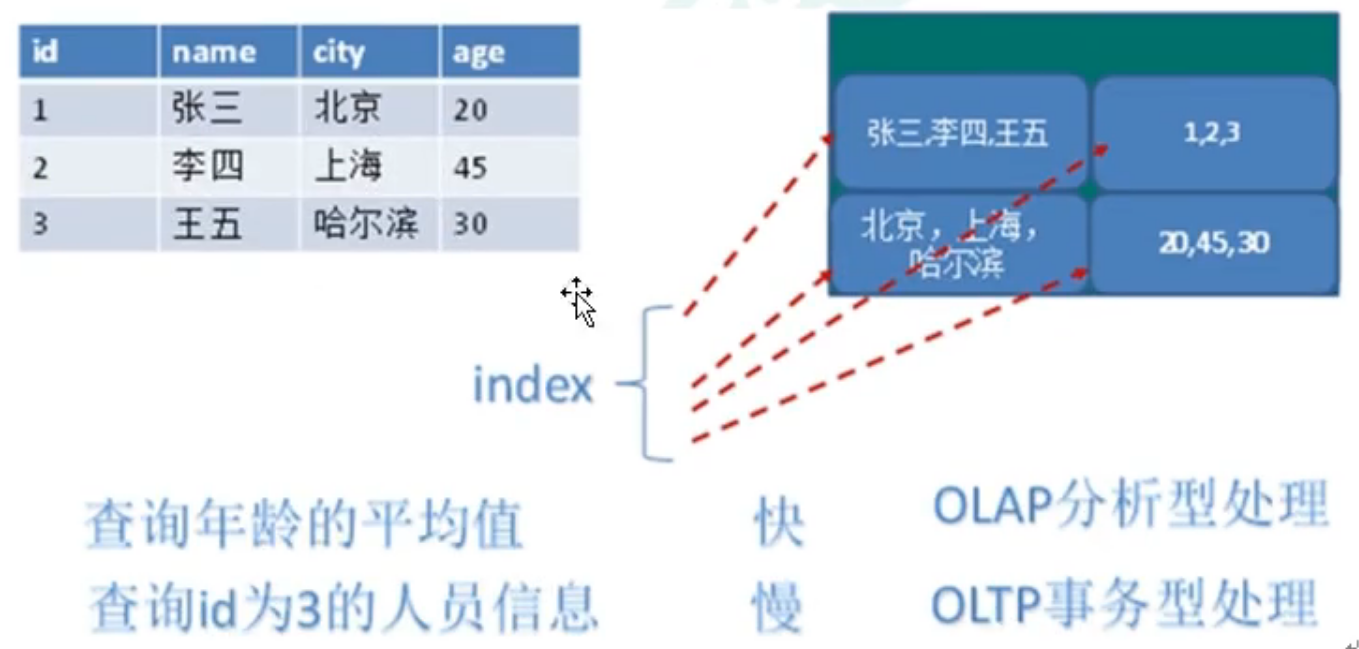 id name city age
1 张三 北京 20
2 李四 上海 45
3 王五 哈尔滨 30
张三,李四,王五
1,2,3
北京，上海，
哈尔滨
20,45,30
index
查询年龄的平均值 快 OLAP分析型处理
查询id为3的人员信息 慢 OLTP事务型处理